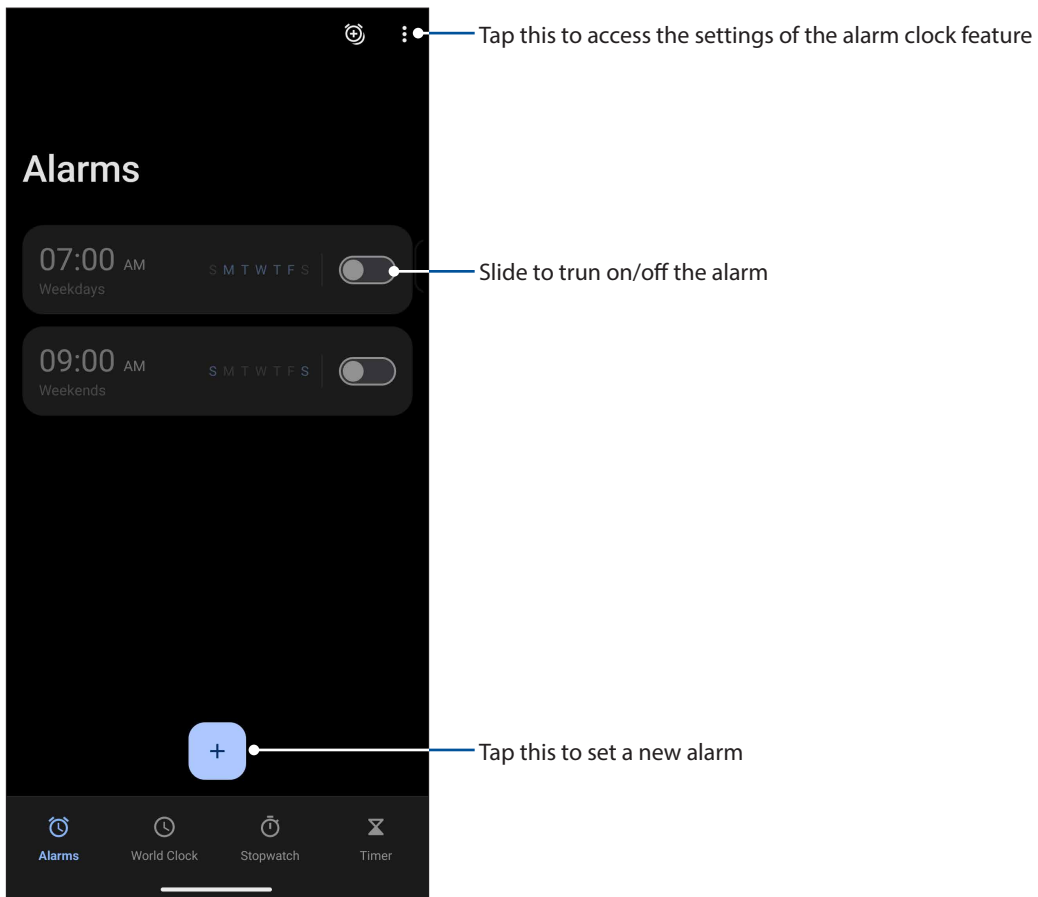 Tap this to access the settings of the alarm clock feature
Alarms
07:00 AM S M T W T F S
Weekdays
Slide to trun on/off the alarm
09:00 AM S M T W T F S
Weekends
+
Tap this to set a new alarm
Alarms World Clock Stopwatch Timer